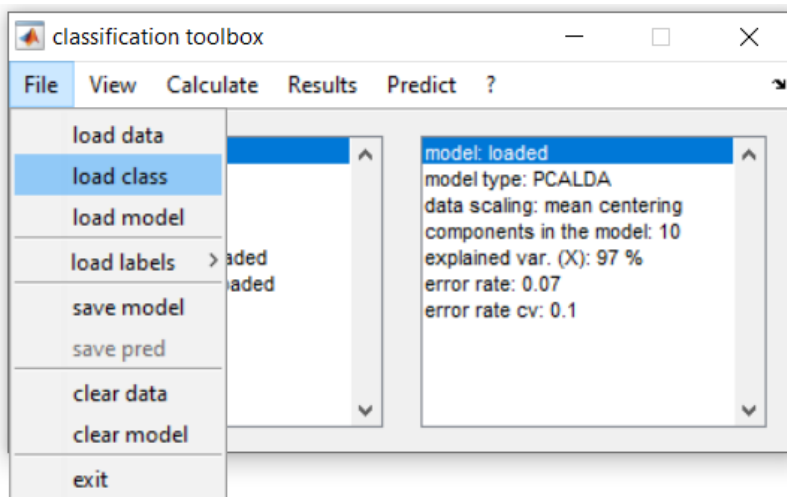 classification toolbox
File View Calculate Results Predict ?
load data
load class
load model
load labels
save model
save pred
clear data
clear model
exit
model: loaded
model type: PCALDA
data scaling: mean centering
components in the model: 10
explained var. (X): 97 %
error rate: 0.07
error rate cv: 0.1